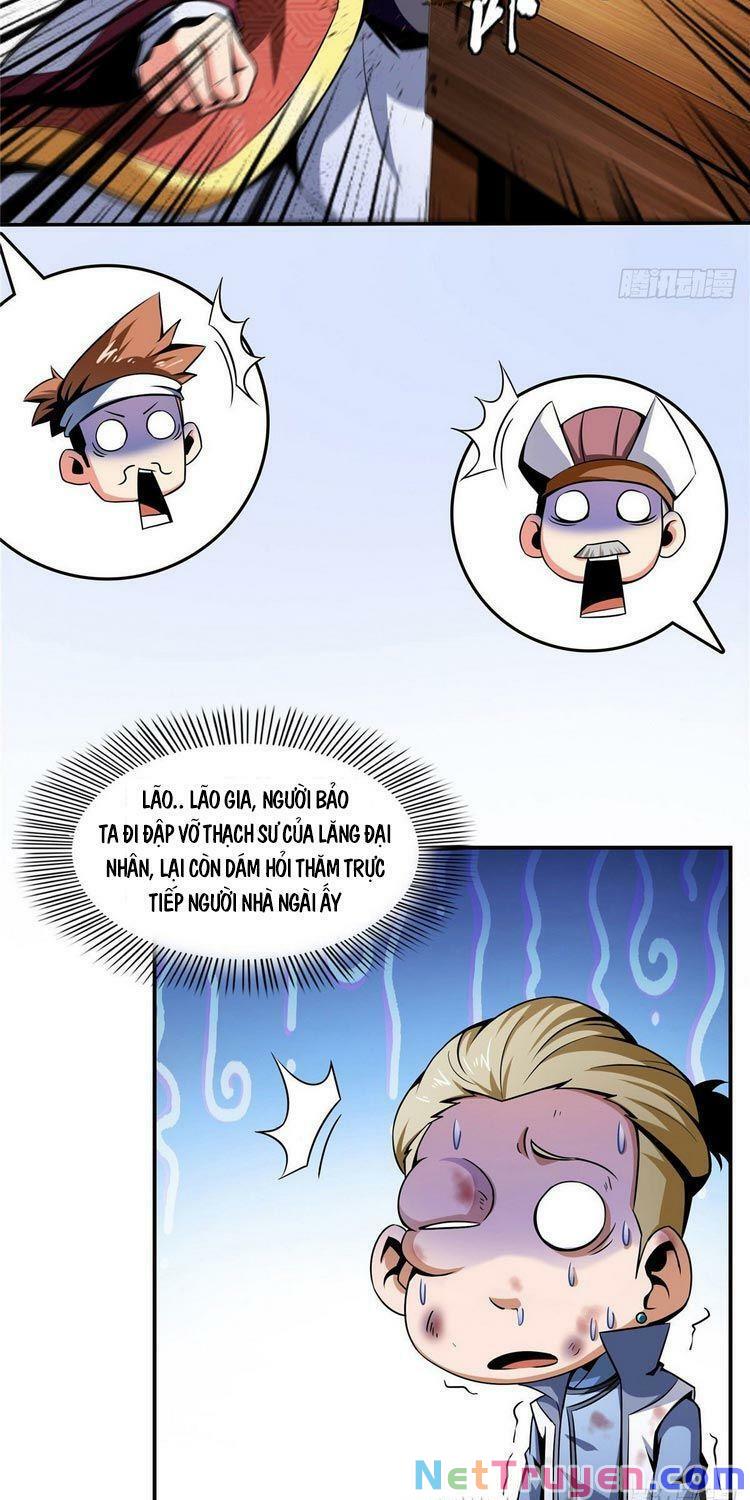 腾讯动漫
LÃO.. LÃO GIA, NGƯỜI BẢO
TA ĐI ĐẬP VỠ THẠCH SƯ CỦA LĂNG ĐẠI
NHÂN, LẠI CÒN DÁM HỎI THĂM TRỰC
TIẾP NGƯỜI NHÀ NGÀI ẤY
NETTRUYEN.COM